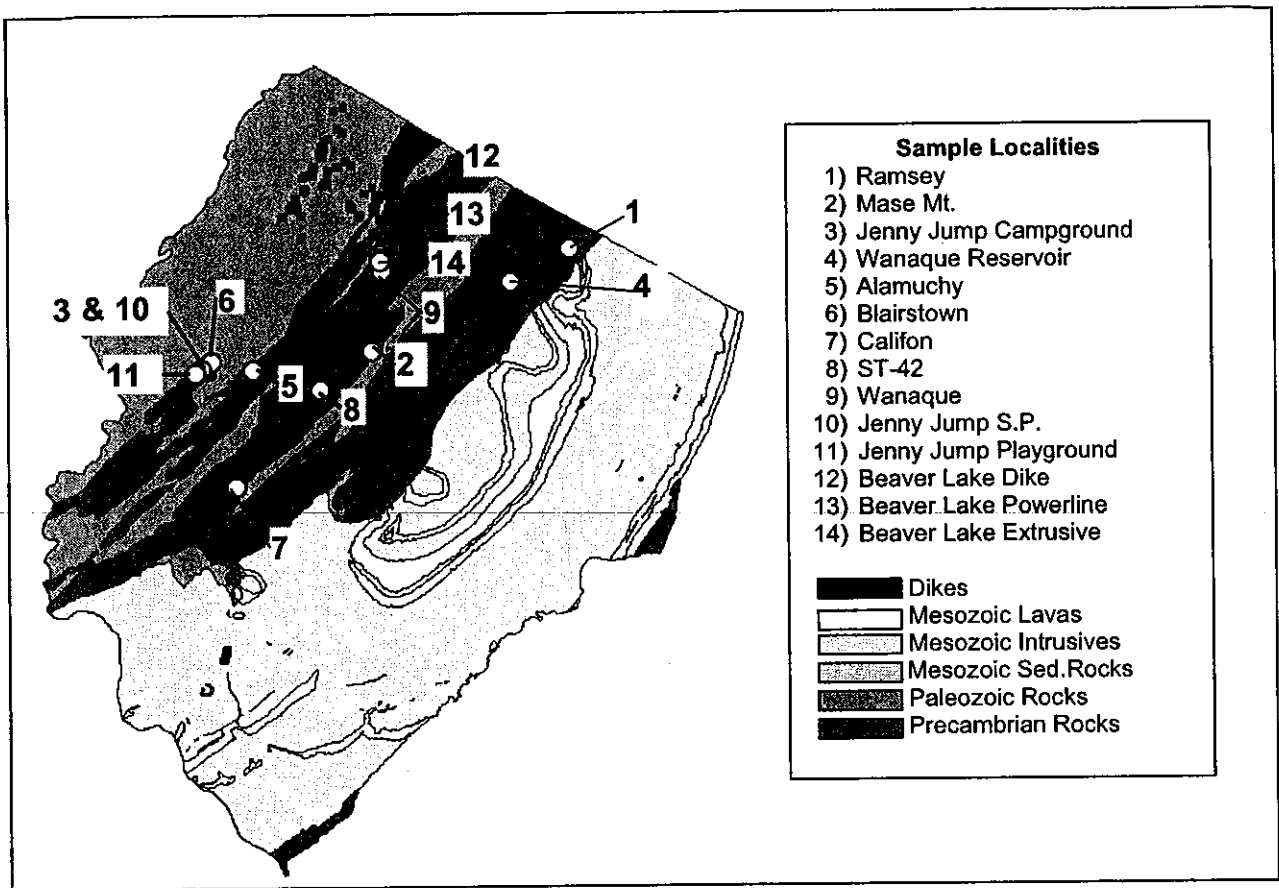 12
13
1
14
4
3 & 10
6
9
11
2
5
8
7
Sample Localities
1) Ramsey
2) Mase Mt.
3) Jenny Jump Campground
4) Wanaque Reservoir
5) Alamuchy
6) Blairstown
7) Califon
8) ST-42
9) Wanaque
10) Jenny Jump S.P.
11) Jenny Jump Playground
12) Beaver Lake Dike
13) Beaver Lake Powerline
14) Beaver Lake Extrusive
Dikes
Mesozoic Lavas
Mesozoic Intrusives
Mesozoic Sed.Rocks
Paleozoic Rocks
Precambrian Rocks